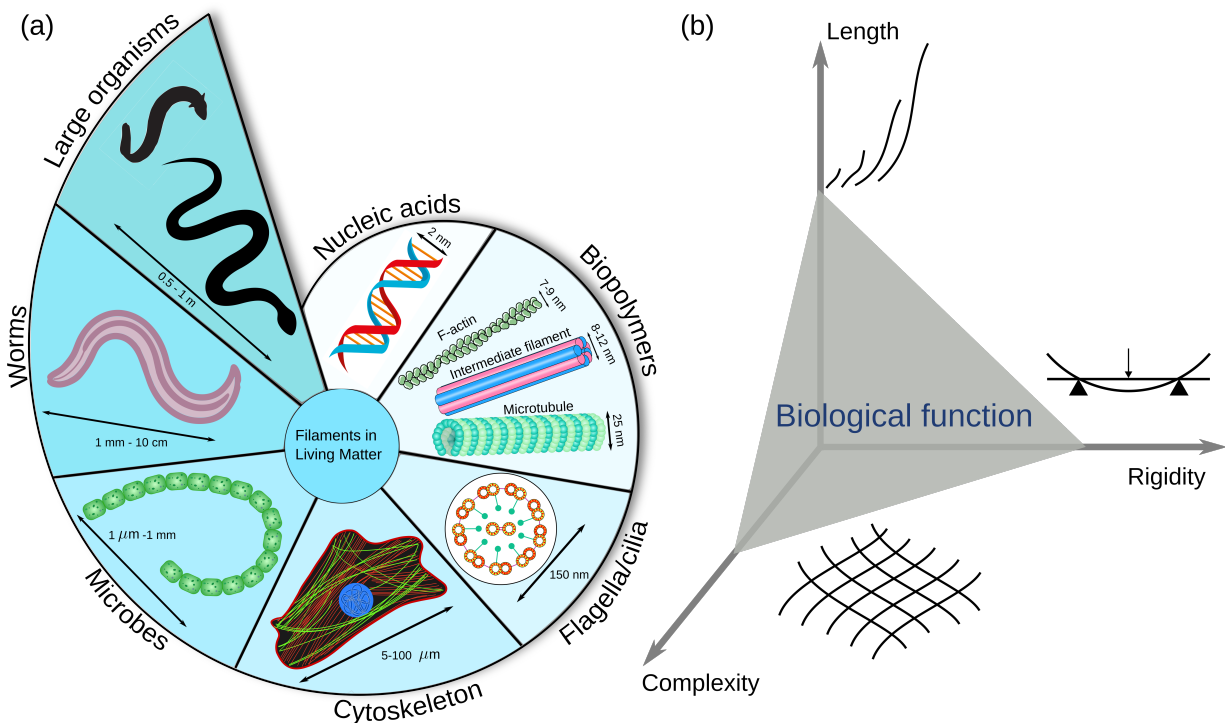 (a)
Large organisms
0.5 - 1 m
Nucleic acids
2 nm
Biopolymers
7-9 nm
F-actin
8-12 nm
Intermediate filament
Microtubule
25 nm
Worms
1 mm - 10 cm
Filaments in
Living Matter
1 μm -1 mm
Microbes
5-100 μm
Cytoskeleton
150 nm
Flagella/cilia
(b)
Length
Biological function
Rigidity
Complexity